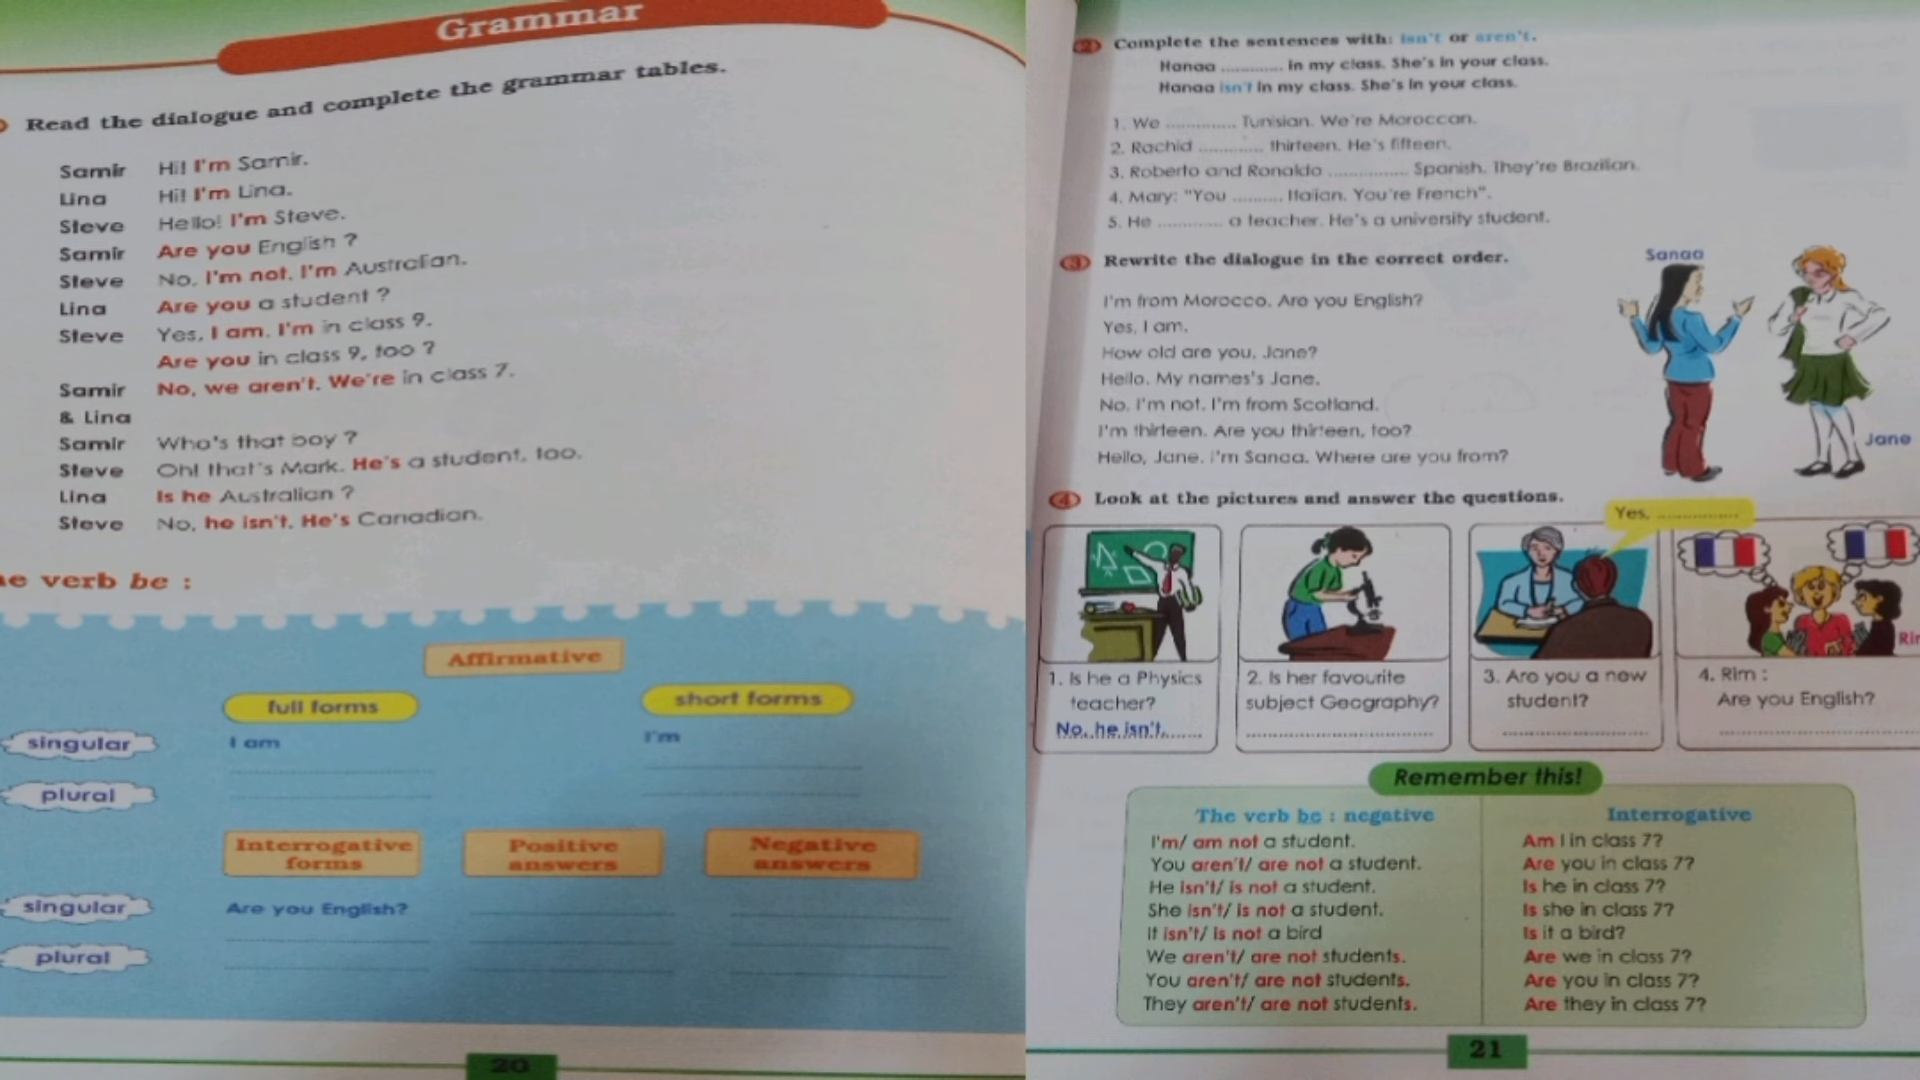 Grammar
Read the dialogue and complete the grammar tables.
Samir Hi! I'm Samir.
Lina Hi! I'm Lina.
Steve Hello! I'm Steve.
Samir Are you English ?
Steve No, I'm not. I'm Australian.
Lina Are you a student ?
Steve Yes, I am. I'm in class 9.
Are you in class 9, too ?
Samir No, we aren't. We're in class 7.
& Lina
Samir Who's that boy ?
Steve Oh! that's Mark. He's a student, too.
Lina Is he Australian ?
Steve No, he isn't. He's Canadian.
verb be :
Affirmative
full forms short forms
singular I am I'm
plural
Interrogative forms Positive answers Negative answers
singular Are you English?
plural
20
2 Complete the sentences with: isn't or aren't.
Hanaa ............ in my class. She's in your class.
Hanaa isn't in my class. She's in your class.
1. We ............. Tunisian. We're Moroccan.
2. Rachid ............ thirteen. He's fifteen.
3. Roberto and Ronaldo .............. Spanish. They're Brazilian.
4. Mary: "You ......... Italian. You're French".
5. He ............ a teacher. He's a university student.
3 Rewrite the dialogue in the correct order.
I'm from Morocco. Are you English?
Yes, I am.
How old are you, Jane?
Hello. My names's Jane.
No, I'm not. I'm from Scotland.
I'm thirteen. Are you thirteen, too?
Hello, Jane. I'm Sanaa. Where are you from?
Sanaa
Jane
4 Look at the pictures and answer the questions.
Yes, ..............
1. Is he a Physics
teacher?
No, he isn't.......
2. Is her favourite
subject Geography?
3. Are you a new
student?
4. Rim :
Are you English?
Remember this!
The verb be : negative
I'm/ am not a student.
You aren't/ are not a student.
He isn't/ is not a student.
She isn't/ is not a student.
It isn't/ is not a bird
We aren't/ are not students.
You aren't/ are not students.
They aren't/ are not students.
Interrogative
Am I in class 7?
Are you in class 7?
Is he in class 7?
Is she in class 7?
Is it a bird?
Are we in class 7?
Are you in class 7?
Are they in class 7?
21